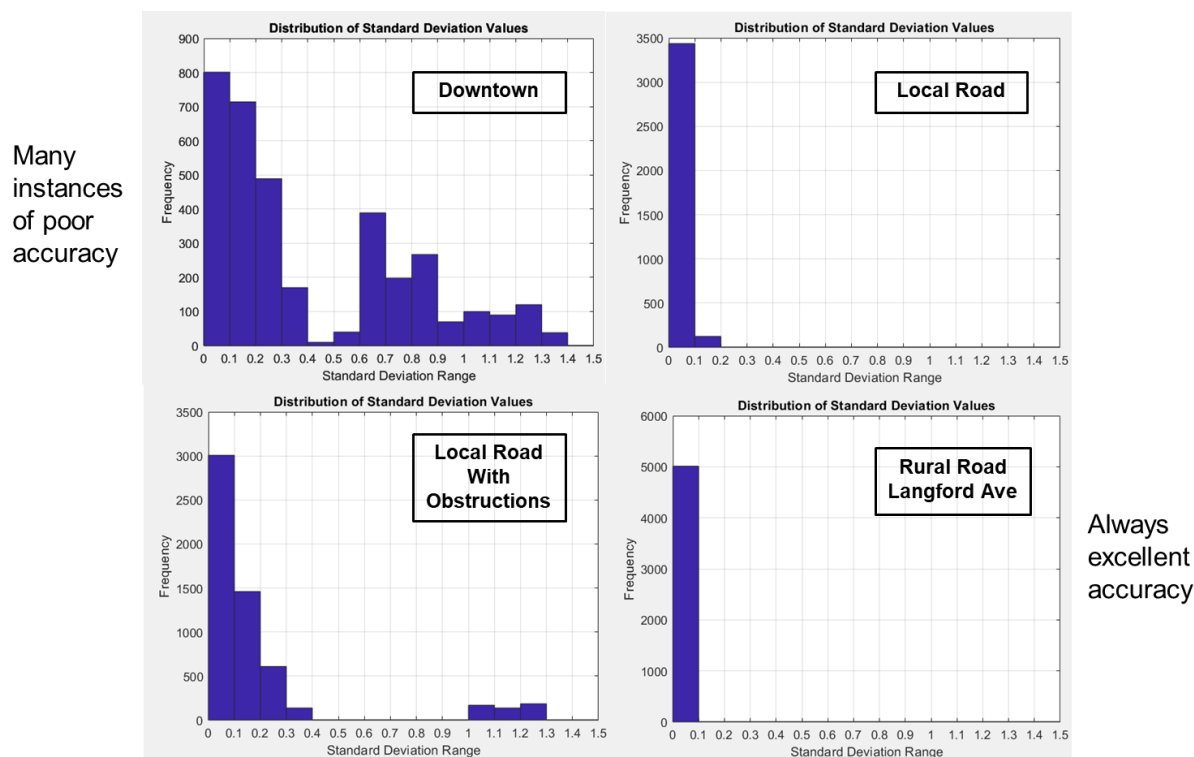 Many
instances
of poor
accuracy
Distribution of Standard Deviation Values
Downtown
Frequency
900
800
700
600
500
400
300
200
100
0
0 0.1 0.2 0.3 0.4 0.5 0.6 0.7 0.8 0.9 1 1.1 1.2 1.3 1.4 1.5
Standard Deviation Range
Distribution of Standard Deviation Values
Local Road
Frequency
3500
3000
2500
2000
1500
1000
500
0
0 0.1 0.2 0.3 0.4 0.5 0.6 0.7 0.8 0.9 1 1.1 1.2 1.3 1.4 1.5
Standard Deviation Range
Distribution of Standard Deviation Values
Local Road
With
Obstructions
Frequency
3500
3000
2500
2000
1500
1000
500
0
0 0.1 0.2 0.3 0.4 0.5 0.6 0.7 0.8 0.9 1 1.1 1.2 1.3 1.4 1.5
Standard Deviation Range
Distribution of Standard Deviation Values
Rural Road
Langford Ave
Frequency
6000
5000
4000
3000
2000
1000
0
0 0.1 0.2 0.3 0.4 0.5 0.6 0.7 0.8 0.9 1 1.1 1.2 1.3 1.4 1.5
Standard Deviation Range
Always
excellent
accuracy